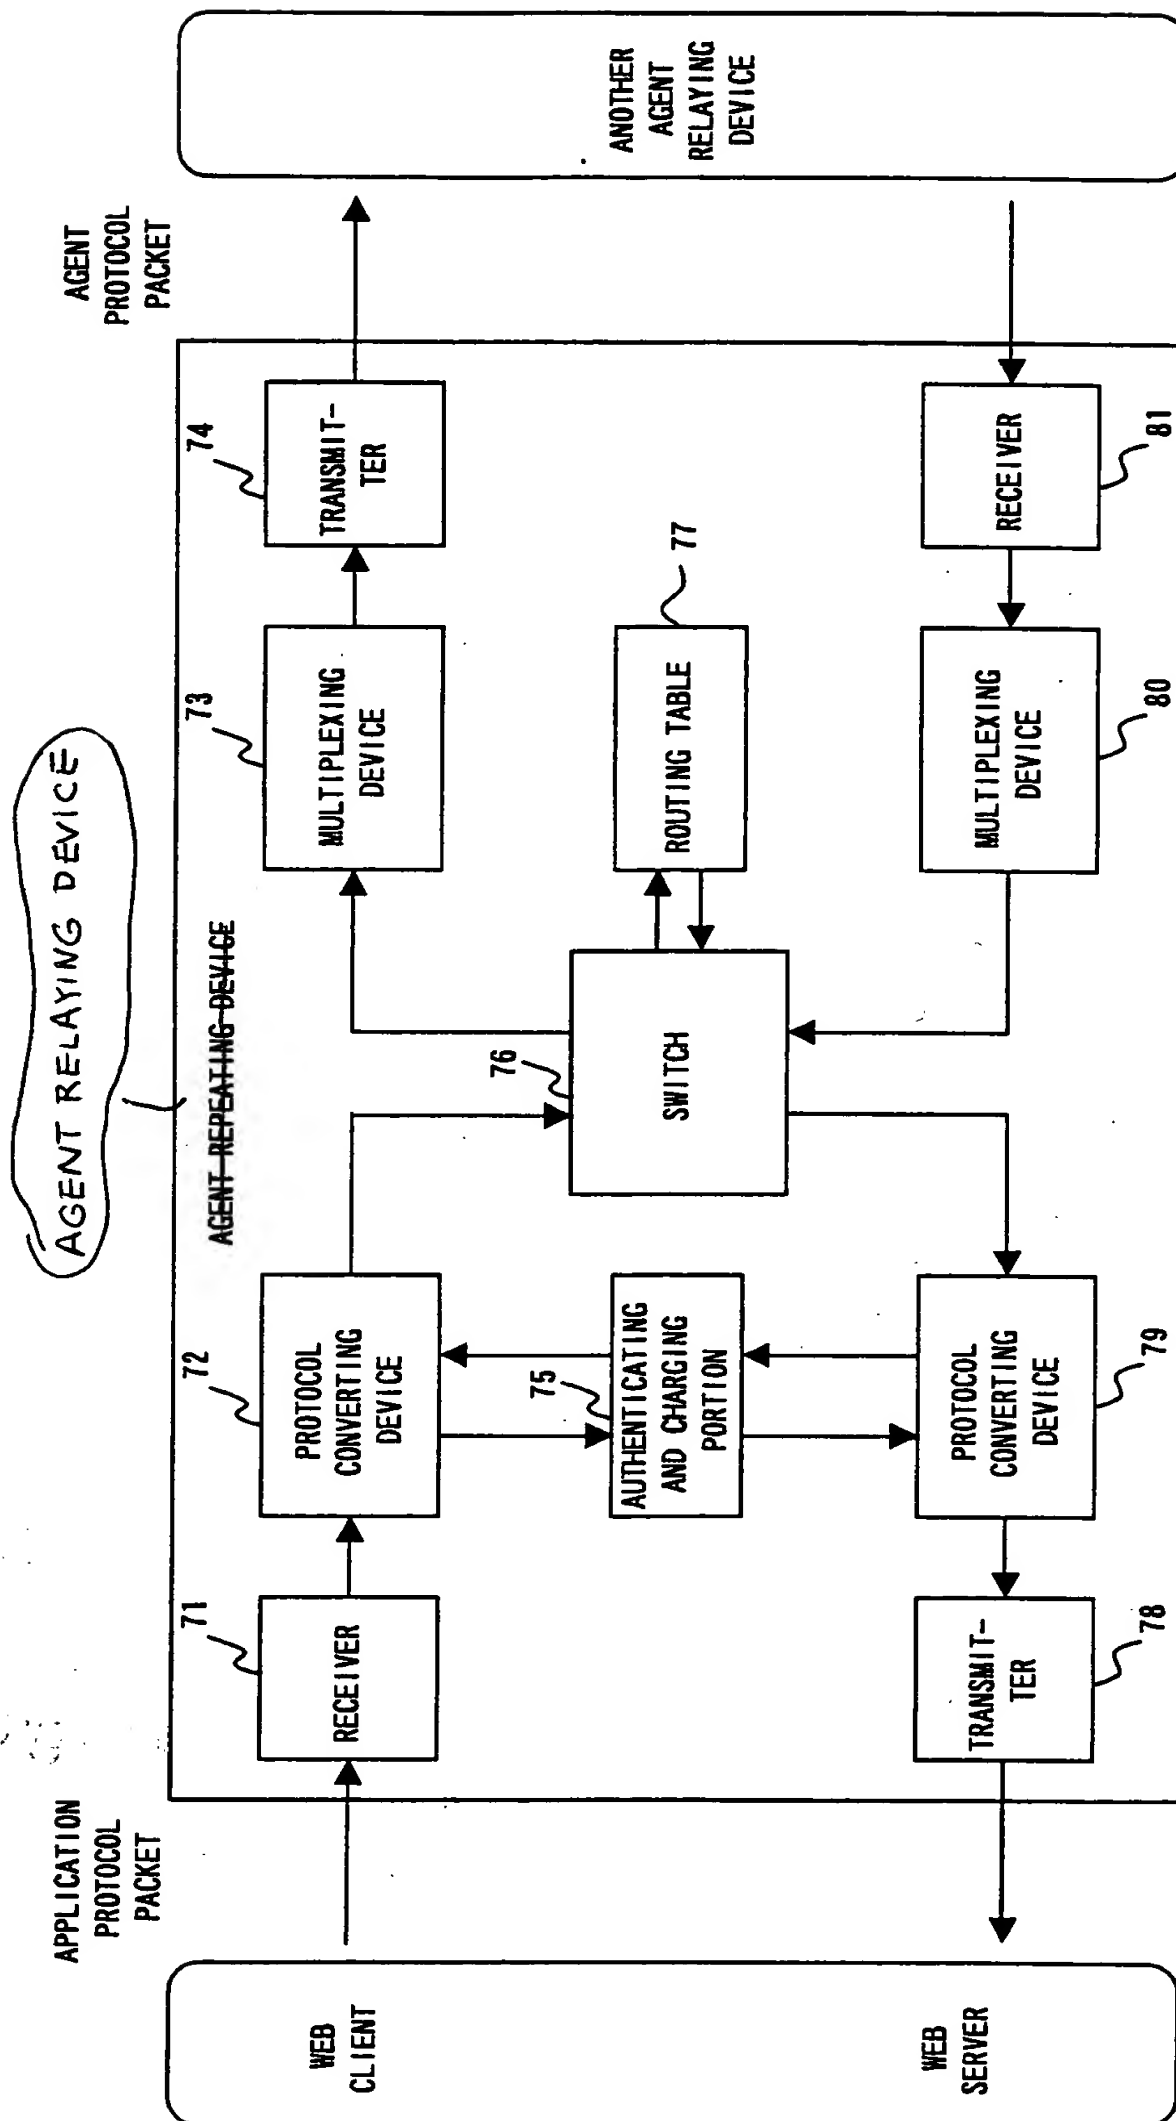 AGENT RELAYING DEVICE
APPLICATION
PROTOCOL
PACKET
AGENT
PROTOCOL
PACKET
AGENT REPEATING DEVICE
WEB
CLIENT
71
RECEIVER
72
PROTOCOL
CONVERTING
DEVICE
73
MULTIPLEXING
DEVICE
74
TRANSMIT-
TER
ANOTHER
AGENT
RELAYING
DEVICE
75
AUTHENTICATING
AND CHARGING
PORTION
76
SWITCH
ROUTING TABLE
77
WEB
SERVER
TRANSMIT-
TER
78
PROTOCOL
CONVERTING
DEVICE
79
MULTIPLEXING
DEVICE
80
RECEIVER
81